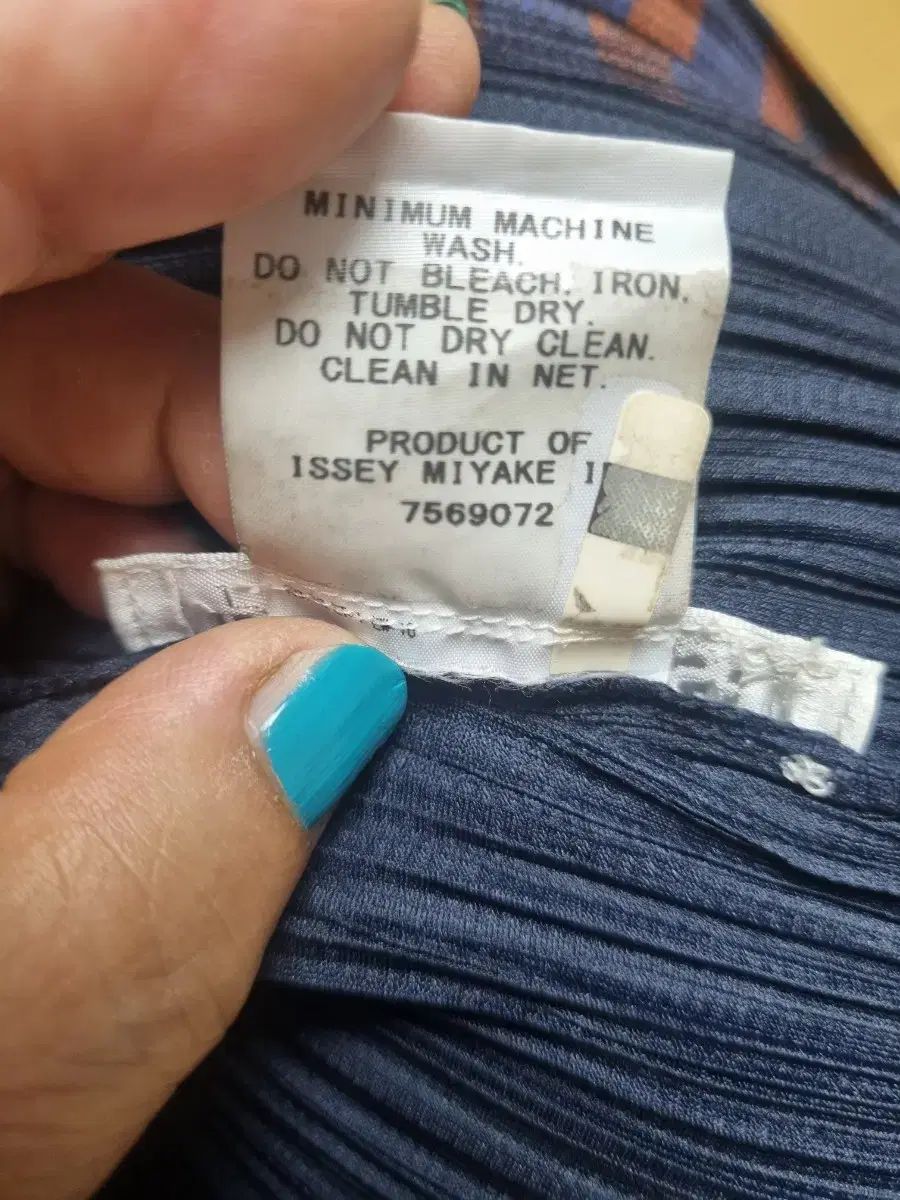 MINIMUM MACHINE
WASH.
DO NOT BLEACH. IRON.
TUMBLE DRY.
DO NOT DRY CLEAN.
CLEAN IN NET.
PRODUCT OF
ISSEY MIYAKE
7569072